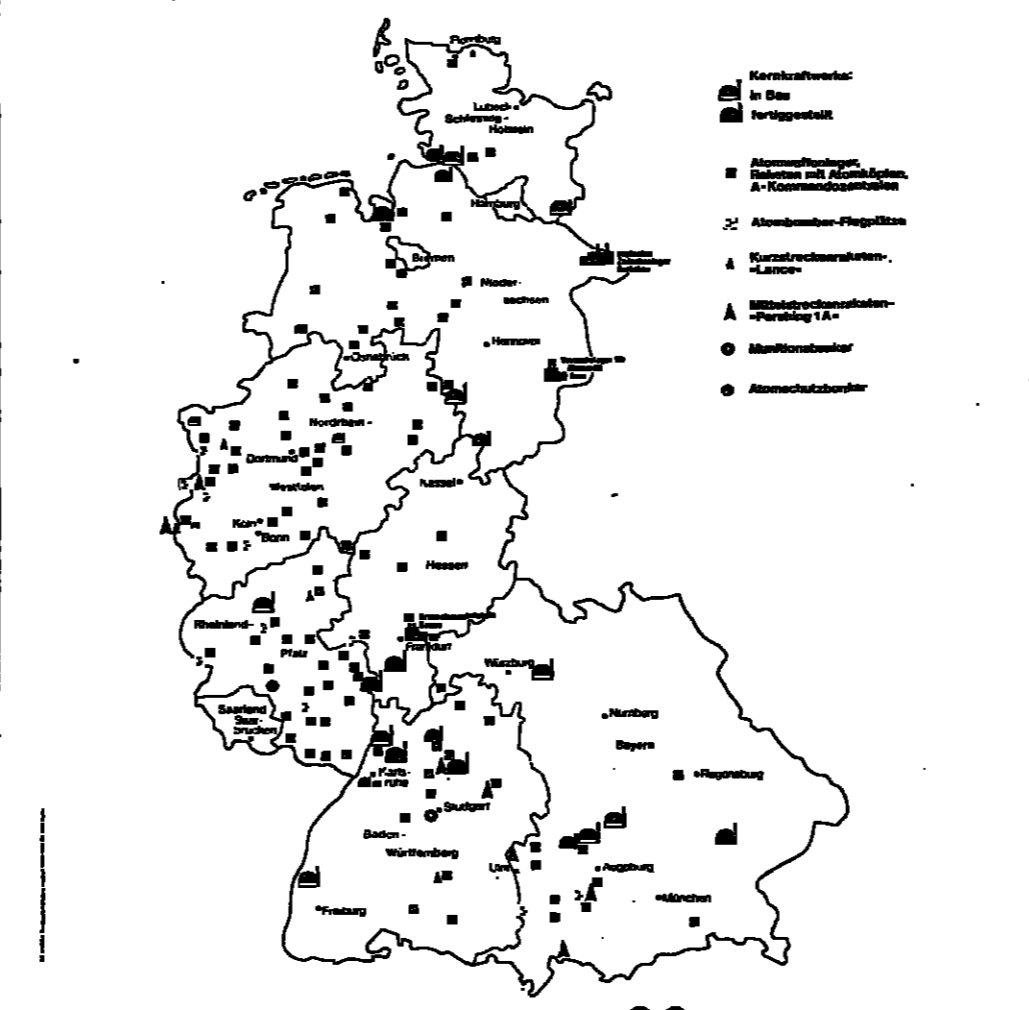 Flensburg
Lübeck
Schleswig -
Holstein
Hamburg
Bremen
Nieder-
sachsen
Hannover
Osnabrück
Nordrhein -
Dortmund
Westfalen
Kassel
Köln
Bonn
Hessen
Rheinland-
Pfalz
Frankfurt
Würzburg
Saarland
Saar-
brücken
Nürnberg
Bayern
Regensburg
Karls-
ruhe
Stuttgart
Baden -
Württemberg
Ulm
Augsburg
München
Freiburg
Kernkraftwerke:
in Bau
fertiggestellt
Atomwaffenlager,
Raketen mit Atomköpfen,
A-Kommandozentralen
Atombomber-Flugplätze
Kurzstreckenraketen-
»Lance«
Mittelstreckenraketen-
»Pershing 1A«
Munitionsbunker
Atomschutzbunker